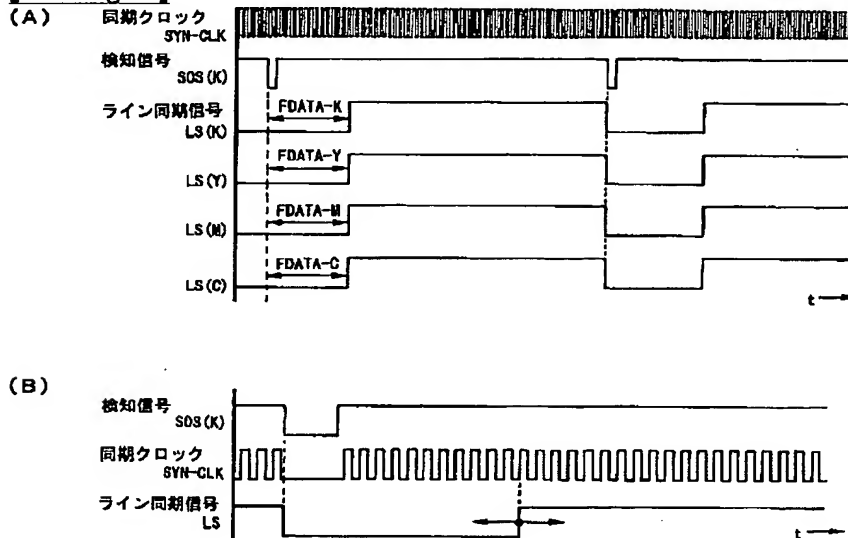 (A)
同期クロック
SYN-CLK
検知信号
SOS(K)
FDATA-K
ライン同期信号
LS(K)
FDATA-Y
LS(Y)
FDATA-M
LS(M)
FDATA-C
LS(C)
t
(B)
検知信号
SOS(K)
同期クロック
SYN-CLK
ライン同期信号
LS
t